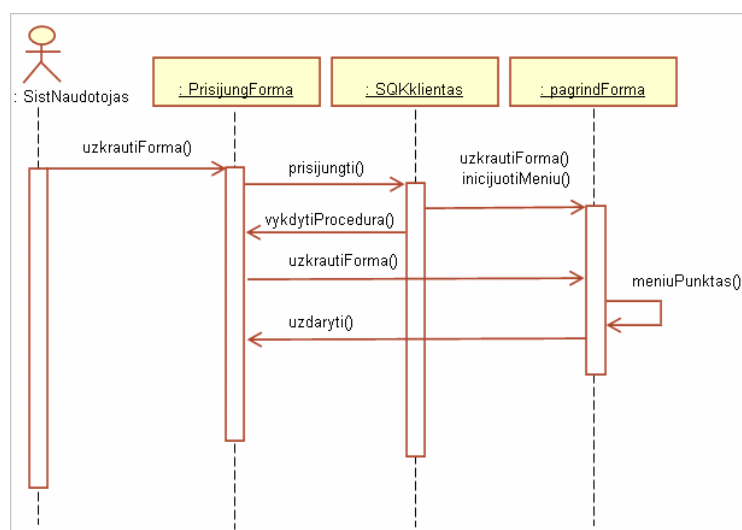 : SistNaudotojas
: PrisijungForma
: SQKklientas
: pagrindForma
uzkrautiForma()
prisijungti()
uzkrautiForma()
inicijuotiMeniu()
vykdytiProcedura()
uzkrautiForma()
meniuPunktas()
uzdaryti()